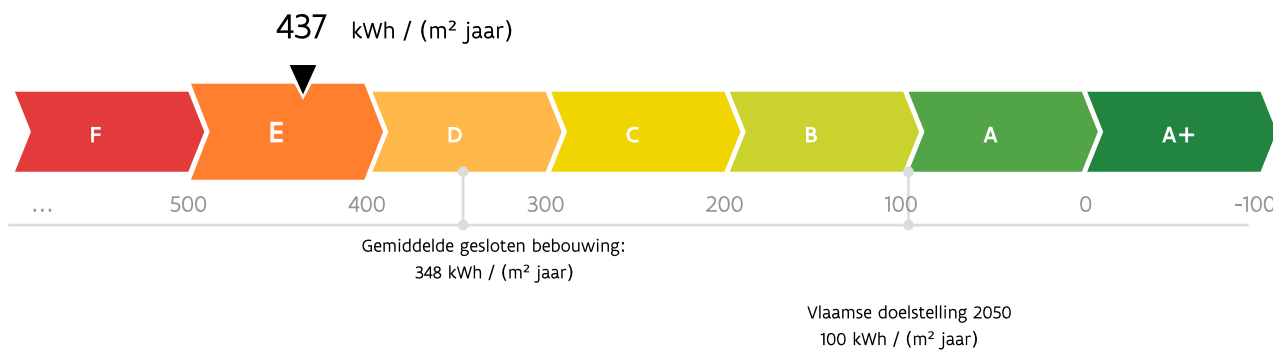 437 kWh / (m² jaar)
F E D C B A A+
... 500 400 300 200 100 0 -100
Gemiddelde gesloten bebouwing:
348 kWh / (m² jaar)
Vlaamse doelstelling 2050
100 kWh / (m² jaar)